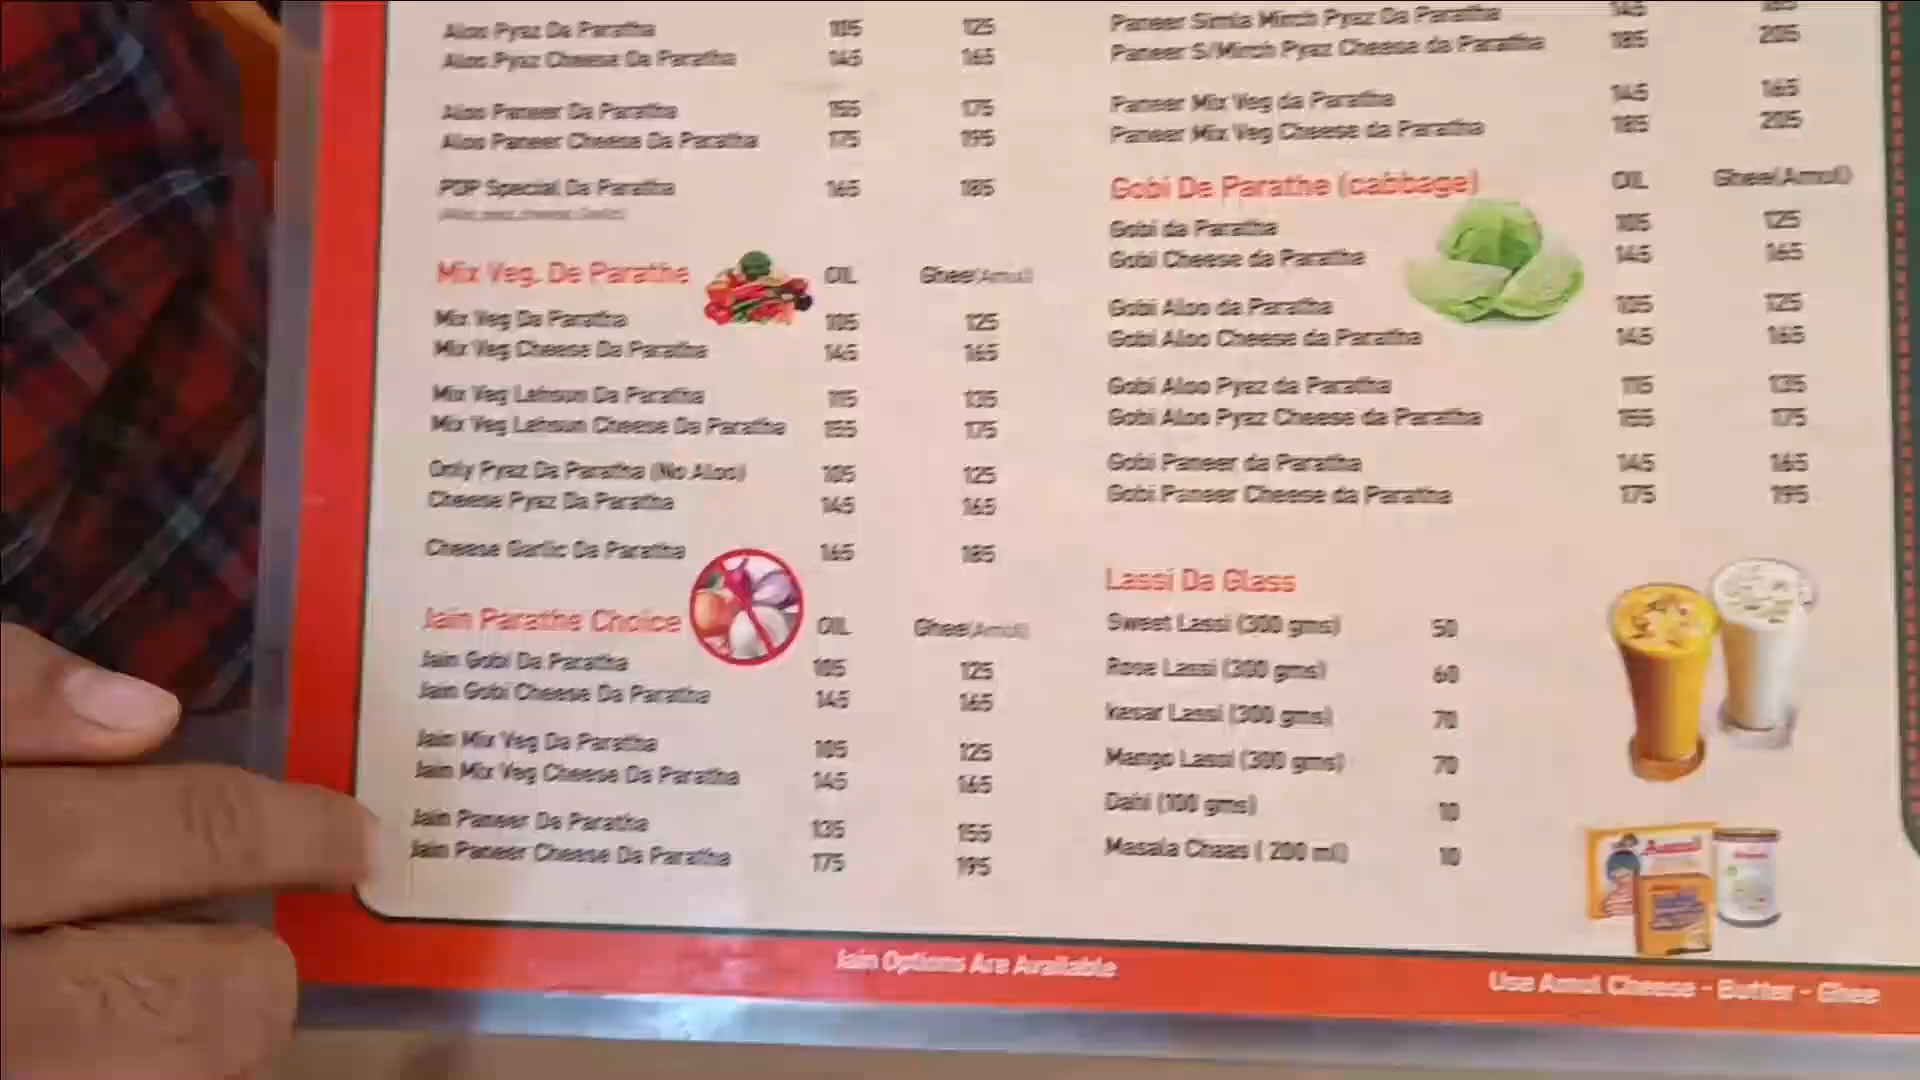 Aloo Pyaz Da Paratha 105 125
Aloo Pyaz Cheese Da Paratha 145 165
Aloo Paneer Da Paratha 155 175
Aloo Paneer Cheese Da Paratha 175 195
POP Special Da Paratha 165 185
Mix Veg. De Parathe OIL Ghee(Amul)
Mix Veg Da Paratha 105 125
Mix Veg Cheese Da Paratha 145 165
Mix Veg Lehsun Da Paratha 115 135
Mix Veg Lehsun Cheese Da Paratha 155 175
Only Pyaz Da Paratha (No Aloo) 105 125
Cheese Pyaz Da Paratha 145 165
Cheese Garlic Da Paratha 165 185
Jain Parathe Choice OIL Ghee(Amul)
Jain Gobi Da Paratha 105 125
Jain Gobi Cheese Da Paratha 145 165
Jain Mix Veg Da Paratha 105 125
Jain Mix Veg Cheese Da Paratha 145 165
Jain Paneer Da Paratha 135 155
Jain Paneer Cheese Da Paratha 175 195
Paneer Simla Mirch Pyaz Da Paratha 145
Paneer S/Mirch Pyaz Cheese da Paratha 185 205
Paneer Mix Veg da Paratha 145 165
Paneer Mix Veg Cheese da Paratha 185 205
Gobi De Parathe (cabbage) OIL Ghee(Amul)
Gobi da Paratha 105 125
Gobi Cheese da Paratha 145 165
Gobi Aloo da Paratha 105 125
Gobi Aloo Cheese da Paratha 145 165
Gobi Aloo Pyaz da Paratha 115 135
Gobi Aloo Pyaz Cheese da Paratha 155 175
Gobi Paneer da Paratha 145 165
Gobi Paneer Cheese da Paratha 175 195
Lassi Da Glass
Sweet Lassi (300 gms) 50
Rose Lassi (300 gms) 60
kesar Lassi (300 gms) 70
Mango Lassi (300 gms) 70
Dahi (100 gms) 10
Masala Chaas ( 200 ml) 10
Amul
Jain Options Are Available
Use Amul Cheese - Butter - Ghee